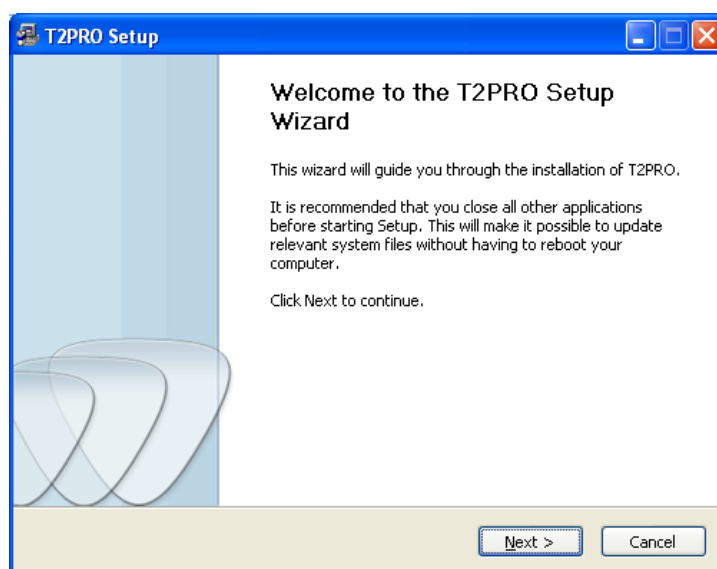 T2PRO Setup
Welcome to the T2PRO Setup
Wizard
This wizard will guide you through the installation of T2PRO.
It is recommended that you close all other applications
before starting Setup. This will make it possible to update
relevant system files without having to reboot your
computer.
Click Next to continue.
Next >
Cancel